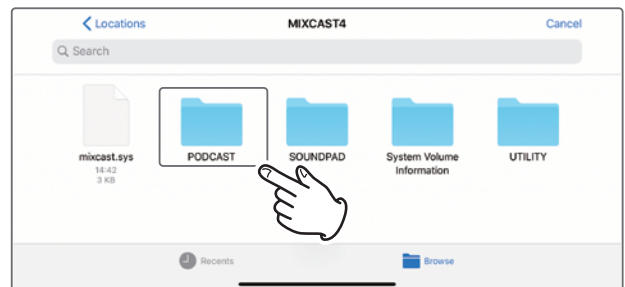 Locations MIXCAST4 Cancel
Search
mixcast.sys PODCAST SOUNDPAD System Volume UTILITY
14:42 Information
3 KB
Recents Browse